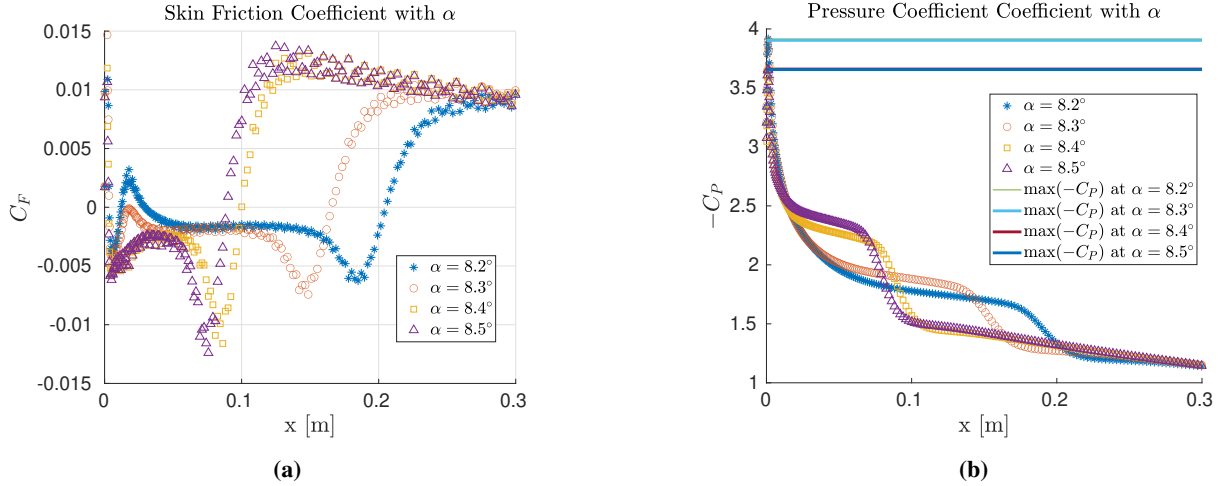 Skin Friction Coefficient with α
0.015
0.01
0.005
0
-0.005
-0.01
-0.015
C_F
α = 8.2°
α = 8.3°
α = 8.4°
α = 8.5°
0
0.1
0.2
0.3
x [m]
(a)
Pressure Coefficient Coefficient with α
4
3.5
3
2.5
2
1.5
1
−C_P
α = 8.2°
α = 8.3°
α = 8.4°
α = 8.5°
max(−C_P) at α = 8.2°
max(−C_P) at α = 8.3°
max(−C_P) at α = 8.4°
max(−C_P) at α = 8.5°
0
0.1
0.2
0.3
x [m]
(b)